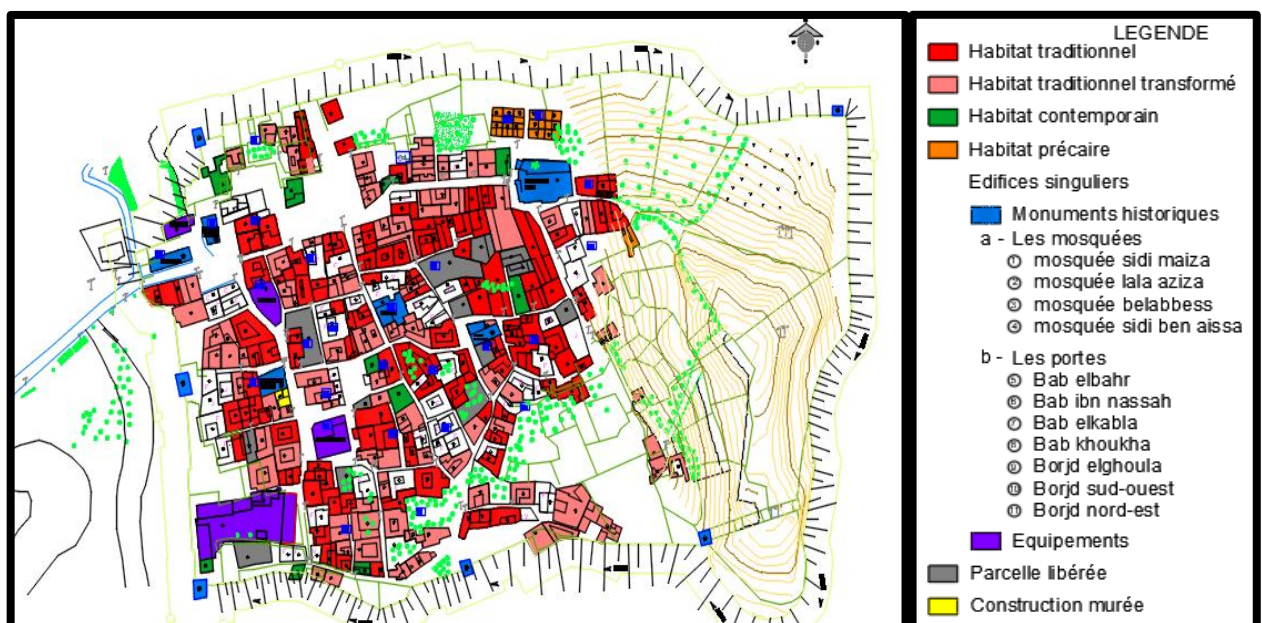 LEGENDE
Habitat traditionnel
Habitat traditionnel transformé
Habitat contemporain
Habitat précaire
Edifices singuliers
Monuments historiques
a - Les mosquées
① mosquée sidi maiza
② mosquée lala aziza
③ mosquée belabbess
④ mosquée sidi ben aissa
b - Les portes
⑤ Bab elbahr
⑥ Bab ibn nassah
⑦ Bab elkabla
⑧ Bab khoukha
⑨ Borjd elghoula
⑩ Borjd sud-ouest
⑪ Borjd nord-est
Equipements
Parcelle libérée
Construction murée